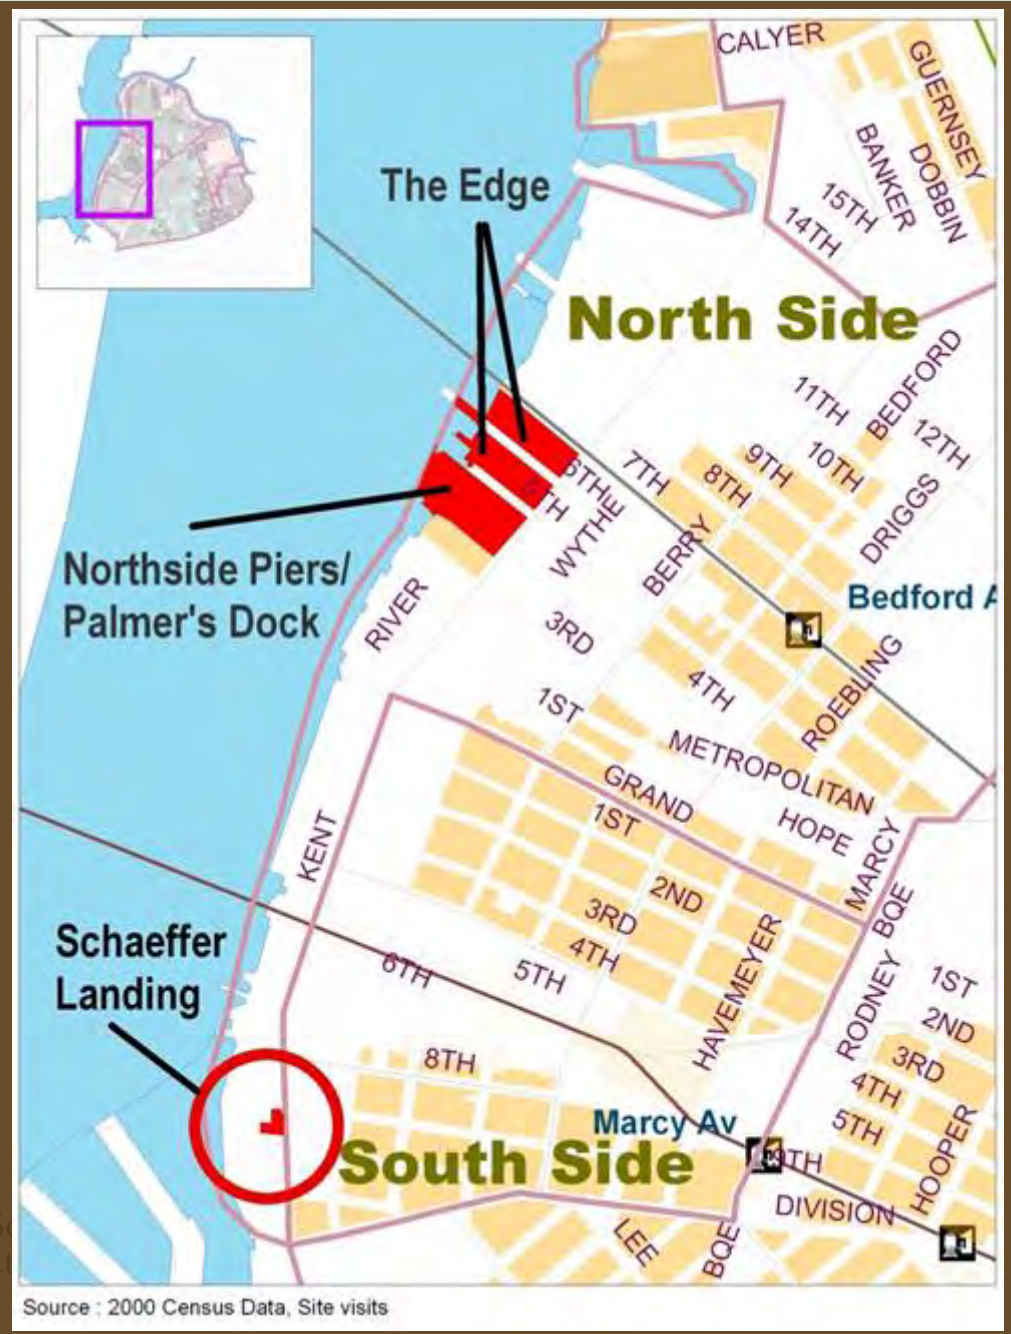 CALYER
GUERNSEY
BANKER
DOBBIN
15TH
14TH
The Edge
North Side
BEDFORD
11TH
12TH
10TH
9TH
8TH
7TH
6TH
WYTHE
BERRY
DRIGGS
Northside Piers/
Palmer's Dock
Bedford A
RIVER
3RD
4TH
ROEBLING
1ST
METROPOLITAN
GRAND
1ST
HOPE
MARCY
KENT
BQE
2ND
3RD
4TH
HAVEMEYER
Schaeffer
Landing
6TH
5TH
RODNEY
1ST
2ND
3RD
4TH
5TH
8TH
Marcy Av
South Side
9TH
HOOPER
DIVISION
LEE
BQE
Source : 2000 Census Data, Site visits